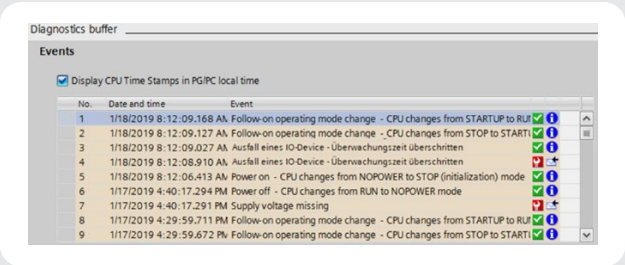 Diagnostics buffer
Events
Display CPU Time Stamps in PG/PC local time
No. Date and time Event
1 1/18/2019 8:12:09.168 AM Follow-on operating mode change - CPU changes from STARTUP to RUN
2 1/18/2019 8:12:09.127 AM Follow-on operating mode change - CPU changes from STOP to STARTU
3 1/18/2019 8:12:09.027 AM Ausfall eines IO-Device - Überwachungszeit überschritten
4 1/18/2019 8:12:08.910 AM Ausfall eines IO-Device - Überwachungszeit überschritten
5 1/18/2019 8:12:06.413 AM Power on - CPU changes from NOPOWER to STOP (initialization) mode
6 1/17/2019 4:40:17.294 PM Power off - CPU changes from RUN to NOPOWER mode
7 1/17/2019 4:40:17.291 PM Supply voltage missing
8 1/17/2019 4:29:59.711 PM Follow-on operating mode change - CPU changes from STARTUP to RUN
9 1/17/2019 4:29:59.672 PM Follow-on operating mode change - CPU changes from STOP to STARTU